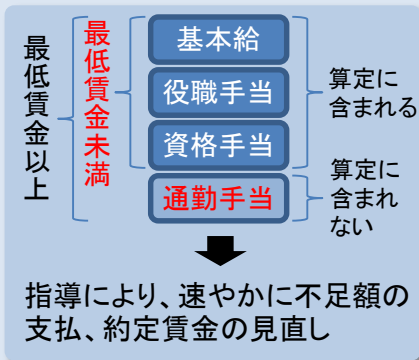 最低賃金以上
最低賃金未満
基本給
役職手当
資格手当
通勤手当
算定に
含まれる
算定に
含まれ
ない
指導により、速やかに不足額の
支払、約定賃金の見直し